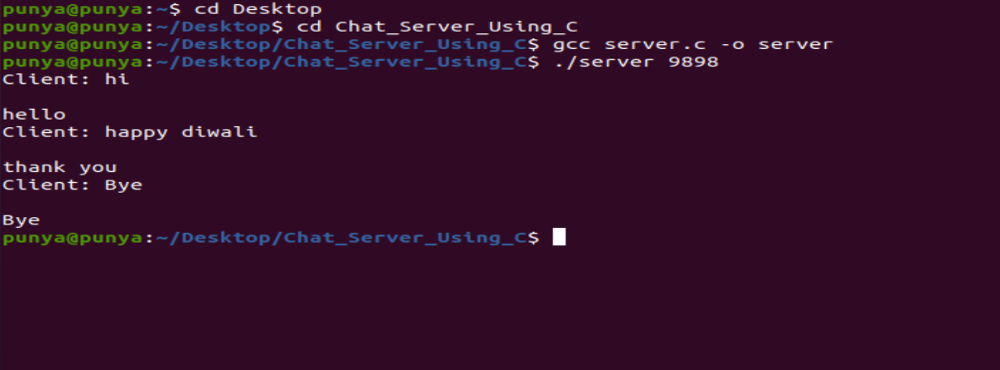 punya@punya:~$ cd Desktop
punya@punya:~/Desktop$ cd Chat_Server_Using_C
punya@punya:~/Desktop/Chat_Server_Using_C$ gcc server.c -o server
punya@punya:~/Desktop/Chat_Server_Using_C$ ./server 9898
Client: hi
hello
Client: happy diwali
thank you
Client: Bye
Bye
punya@punya:~/Desktop/Chat_Server_Using_C$